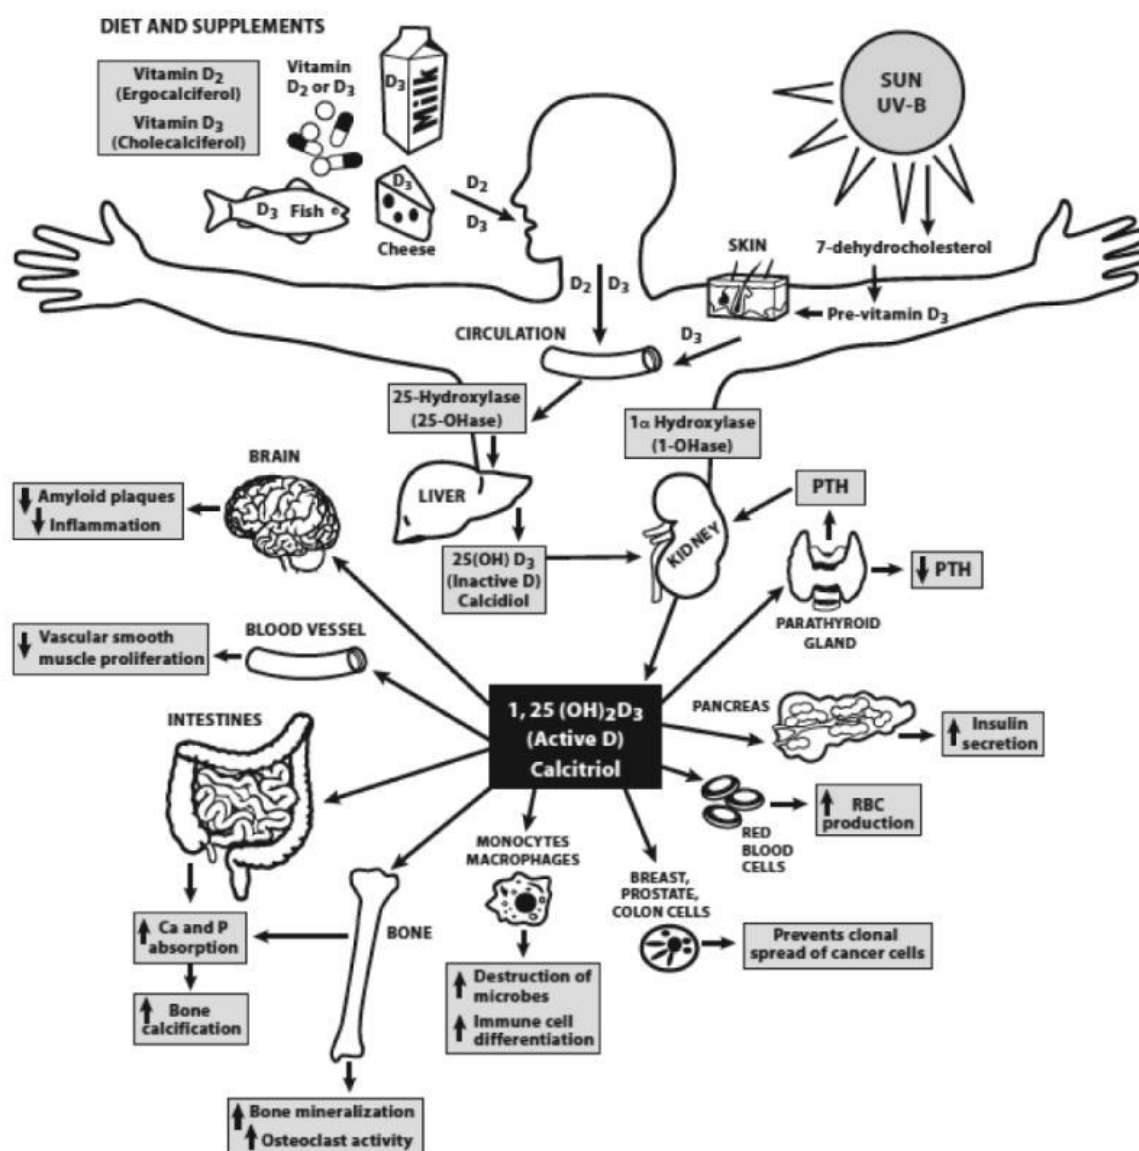 DIET AND SUPPLEMENTS
Vitamin D2
(Ergocalciferol)
Vitamin D3
(Cholecalciferol)
Vitamin
D2 or D3
D3
Milk
D3 Fish
D3
Cheese
D2
D3
SUN
UV-B
7-dehydrocholesterol
Pre-vitamin D3
SKIN
D3
D2
D3
CIRCULATION
25-Hydroxylase
(25-OHase)
1α Hydroxylase
(1-OHase)
LIVER
25(OH) D3
(Inactive D)
Calcidiol
KIDNEY
PTH
PARATHYROID
GLAND
↓ PTH
BRAIN
↓ Amyloid plaques
↓ Inflammation
BLOOD VESSEL
↓ Vascular smooth
muscle proliferation
1, 25 (OH)2D3
(Active D)
Calcitriol
PANCREAS
↑ Insulin
secretion
RED
BLOOD
CELLS
↑ RBC
production
INTESTINES
↑ Ca and P
absorption
↑ Bone
calcification
BONE
↑ Bone mineralization
↑ Osteoclast activity
MONOCYTES
MACROPHAGES
↑ Destruction of
microbes
↑ Immune cell
differentiation
BREAST,
PROSTATE,
COLON CELLS
Prevents clonal
spread of cancer cells